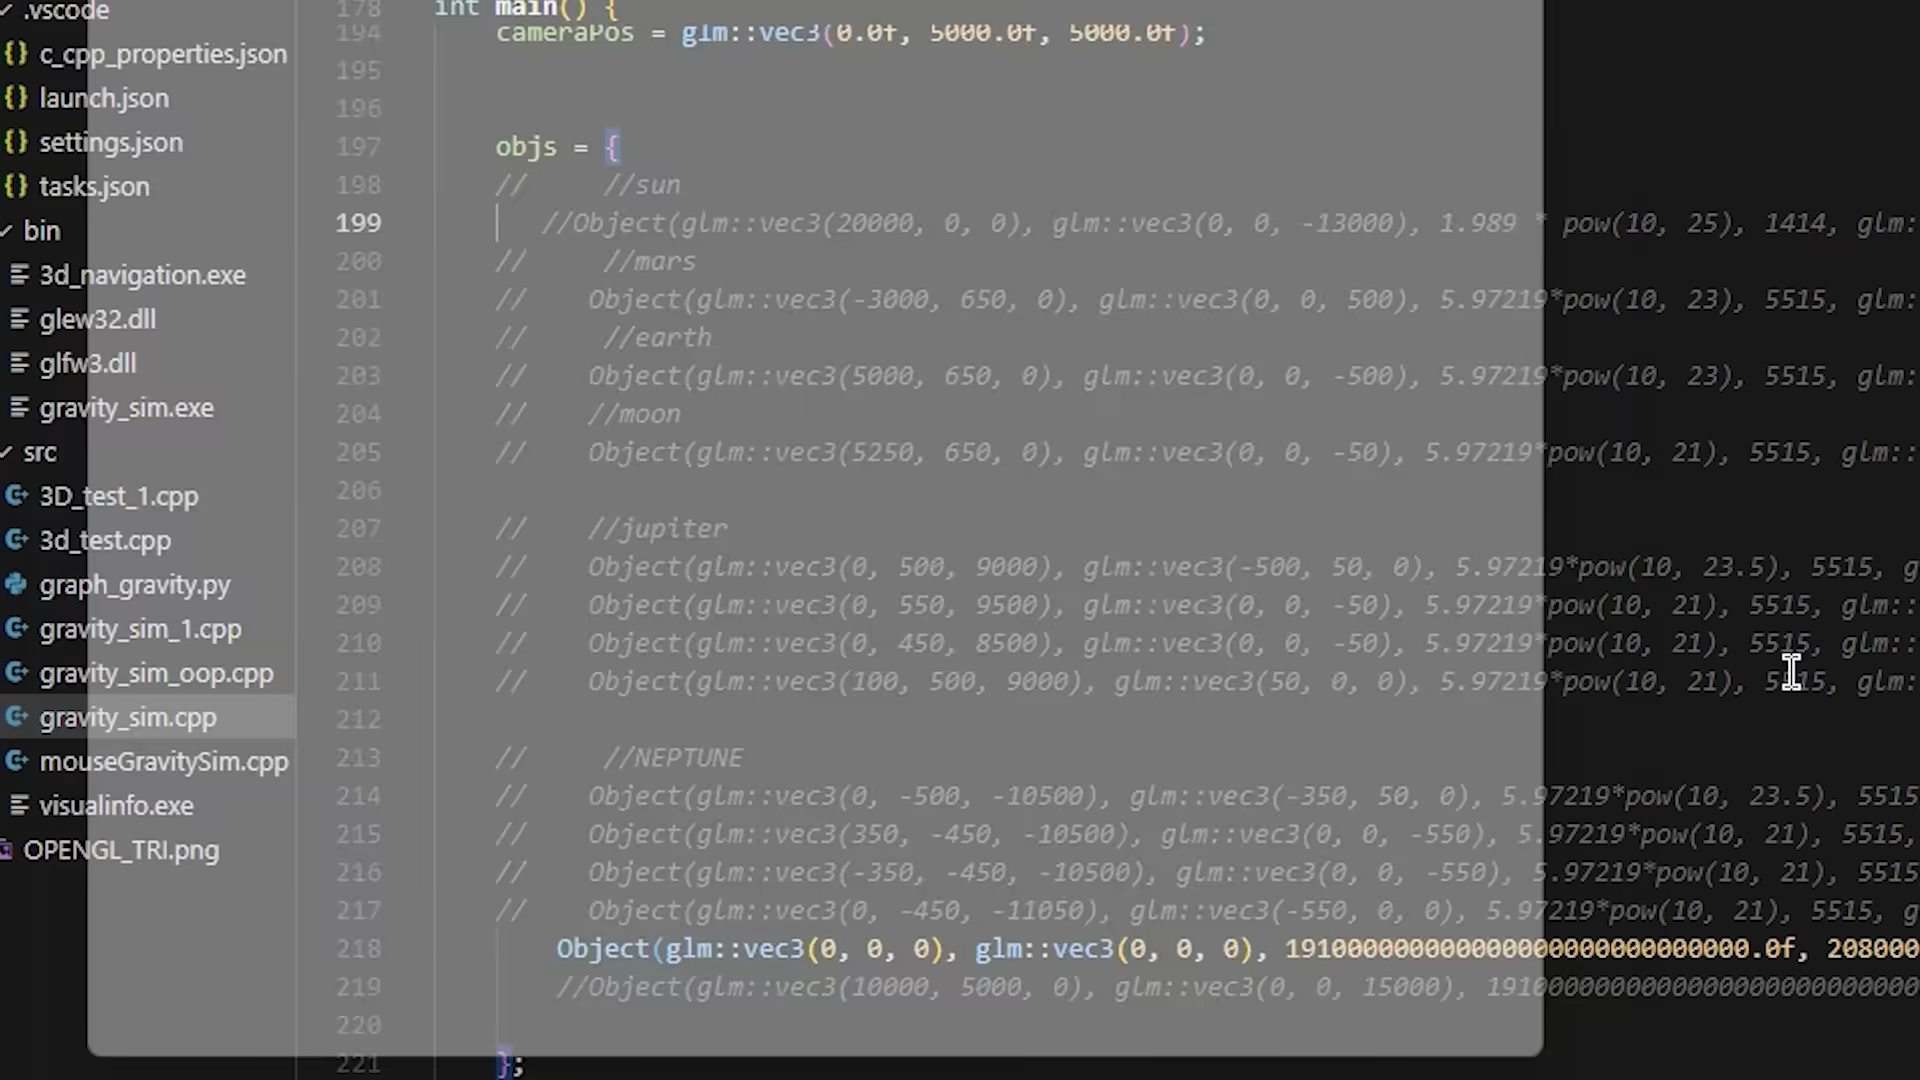 .vscode
{} c_cpp_properties.json
{} launch.json
{} settings.json
{} tasks.json
bin
3d_navigation.exe
glew32.dll
glfw3.dll
gravity_sim.exe
src
3D_test_1.cpp
3d_test.cpp
graph_gravity.py
gravity_sim_1.cpp
gravity_sim_oop.cpp
gravity_sim.cpp
mouseGravitySim.cpp
visualinfo.exe
OPENGL_TRI.png
178 int main() {
194 cameraPos = glm::vec3(0.0f, 5000.0f, 5000.0f);
195
196
197 objs = {
198 // //sun
199 //Object(glm::vec3(20000, 0, 0), glm::vec3(0, 0, -13000), 1.989 * pow(10, 25), 1414, glm:
200 // //mars
201 // Object(glm::vec3(-3000, 650, 0), glm::vec3(0, 0, 500), 5.97219*pow(10, 23), 5515, glm:
202 // //earth
203 // Object(glm::vec3(5000, 650, 0), glm::vec3(0, 0, -500), 5.97219*pow(10, 23), 5515, glm:
204 // //moon
205 // Object(glm::vec3(5250, 650, 0), glm::vec3(0, 0, -50), 5.97219*pow(10, 21), 5515, glm::
206
207 // //jupiter
208 // Object(glm::vec3(0, 500, 9000), glm::vec3(-500, 50, 0), 5.97219*pow(10, 23.5), 5515, g
209 // Object(glm::vec3(0, 550, 9500), glm::vec3(0, 0, -50), 5.97219*pow(10, 21), 5515, glm::
210 // Object(glm::vec3(0, 450, 8500), glm::vec3(0, 0, -50), 5.97219*pow(10, 21), 5515, glm::
211 // Object(glm::vec3(100, 500, 9000), glm::vec3(50, 0, 0), 5.97219*pow(10, 21), 5515, glm:
212
213 // //NEPTUNE
214 // Object(glm::vec3(0, -500, -10500), glm::vec3(-350, 50, 0), 5.97219*pow(10, 23.5), 5515
215 // Object(glm::vec3(350, -450, -10500), glm::vec3(0, 0, -550), 5.97219*pow(10, 21), 5515,
216 // Object(glm::vec3(-350, -450, -10500), glm::vec3(0, 0, -550), 5.97219*pow(10, 21), 5515
217 // Object(glm::vec3(0, -450, -11050), glm::vec3(-550, 0, 0), 5.97219*pow(10, 21), 5515, g
218 Object(glm::vec3(0, 0, 0), glm::vec3(0, 0, 0),
219 //Object(glm::vec3(10000, 5000, 0), glm::vec3(0, 0, 15000),
220
221 };